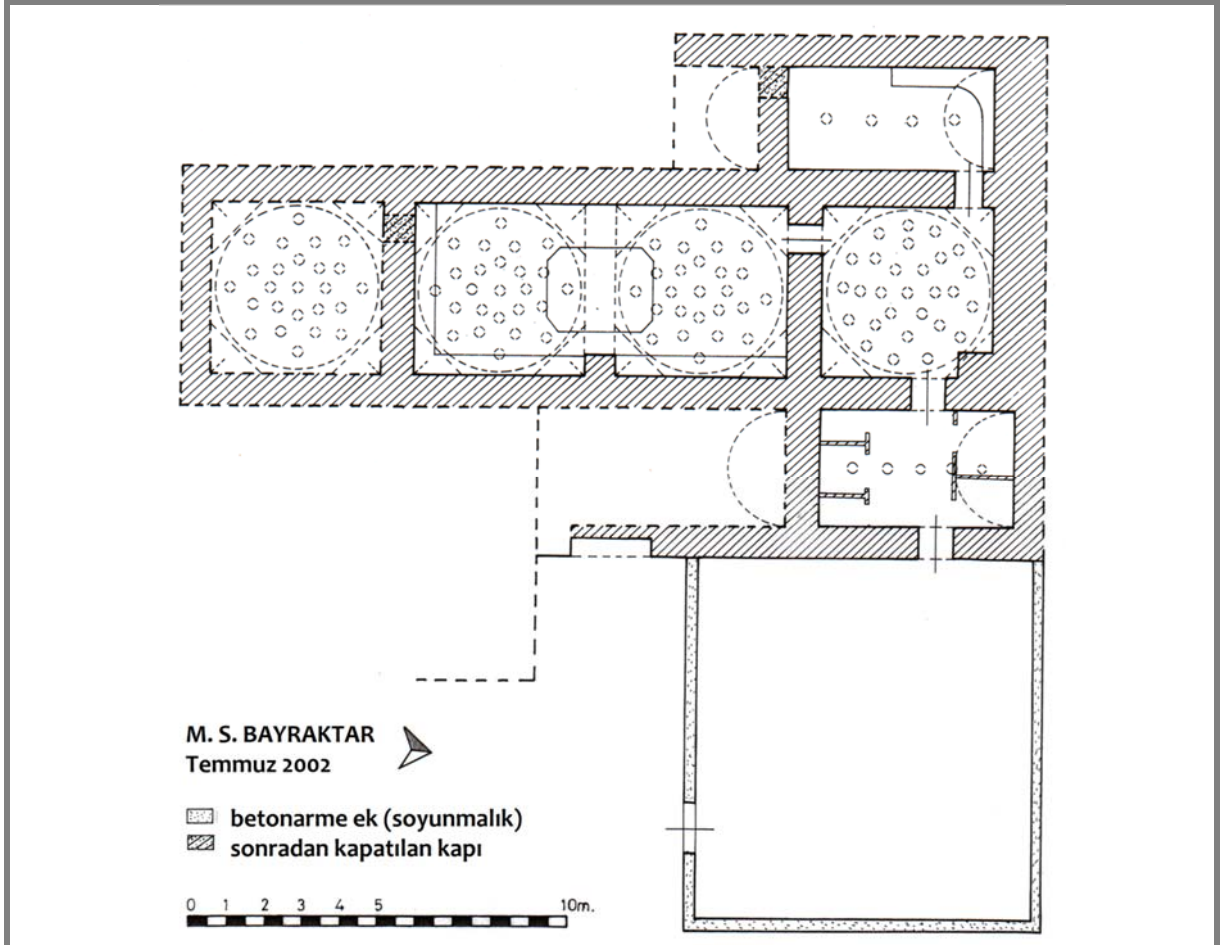 M. S. BAYRAKTAR
Temmuz 2002
betonarme ek (soyunmalık)
sonradan kapatılan kapı
0 1 2 3 4 5 10m.